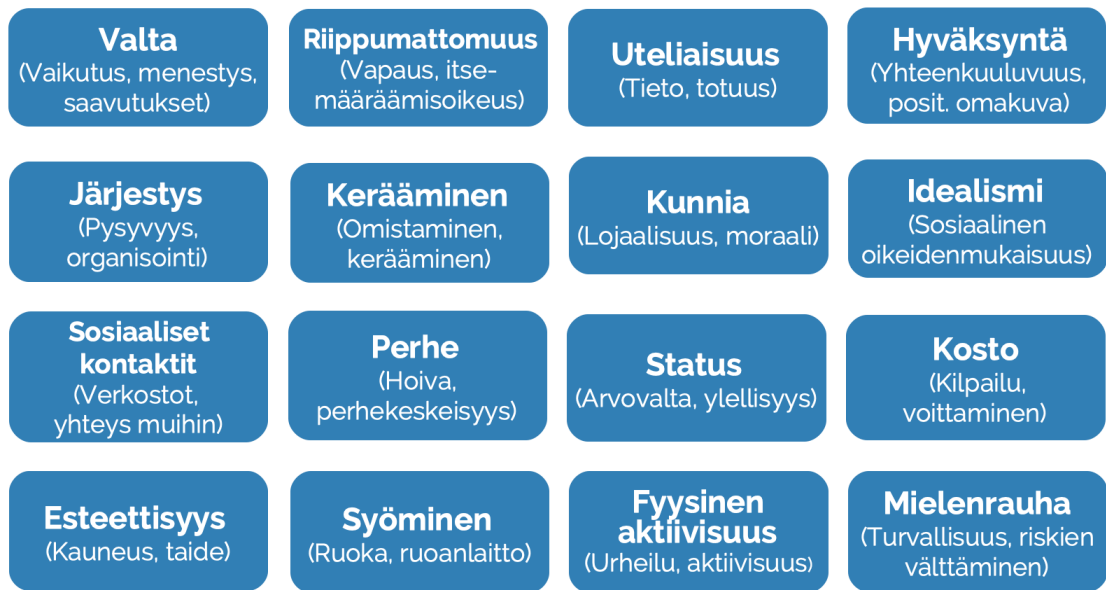 Valta
(Vaikutus, menestys,
saavutukset)
Riippumattomuus
(Vapaus, itse-
määräämisoikeus)
Uteliaisuus
(Tieto, totuus)
Hyväksyntä
(Yhteenkuuluvuus,
posit. omakuva)
Järjestys
(Pysyvyys,
organisointi)
Kerääminen
(Omistaminen,
kerääminen)
Kunnia
(Lojaalisuus, moraali)
Idealismi
(Sosiaalinen
oikeidenmukaisuus)
Sosiaaliset
kontaktit
(Verkostot,
yhteys muihin)
Perhe
(Hoiva,
perhekeskeisyys)
Status
(Arvovalta, ylellisyys)
Kosto
(Kilpailu,
voittaminen)
Esteettisyys
(Kauneus, taide)
Syöminen
(Ruoka, ruoanlaitto)
Fyysinen
aktiivisuus
(Urheilu, aktiivisuus)
Mielenrauha
(Turvallisuus, riskien
välttäminen)